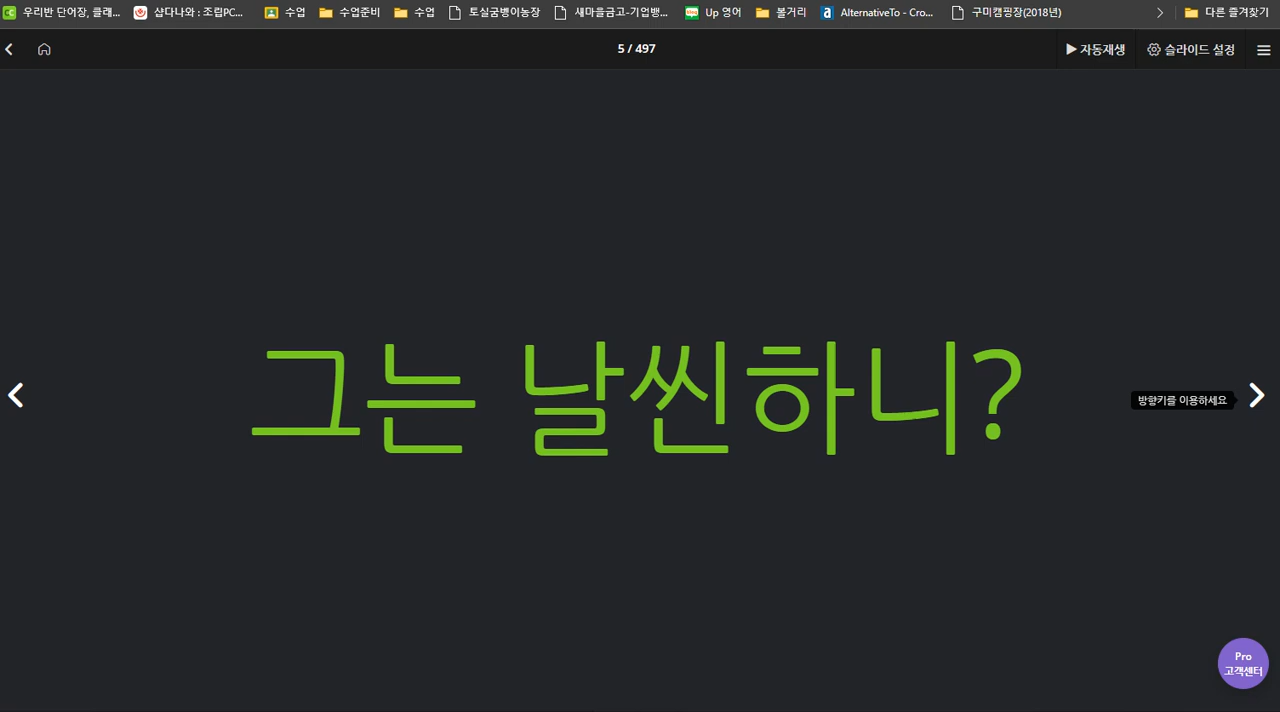 우리반 단어장, 클래... 샵다나와 : 조립PC... 수업 수업준비 수업 토실굼벵이농장 새마을금고-기업뱅... Up 영어 볼거리 AlternativeTo - Cro... 구미캠핑장(2018년) 다른 즐겨찾기
5 / 497 자동재생 슬라이드 설정
그는 날씬하니?
방향키를 이용하세요
Pro
고객센터